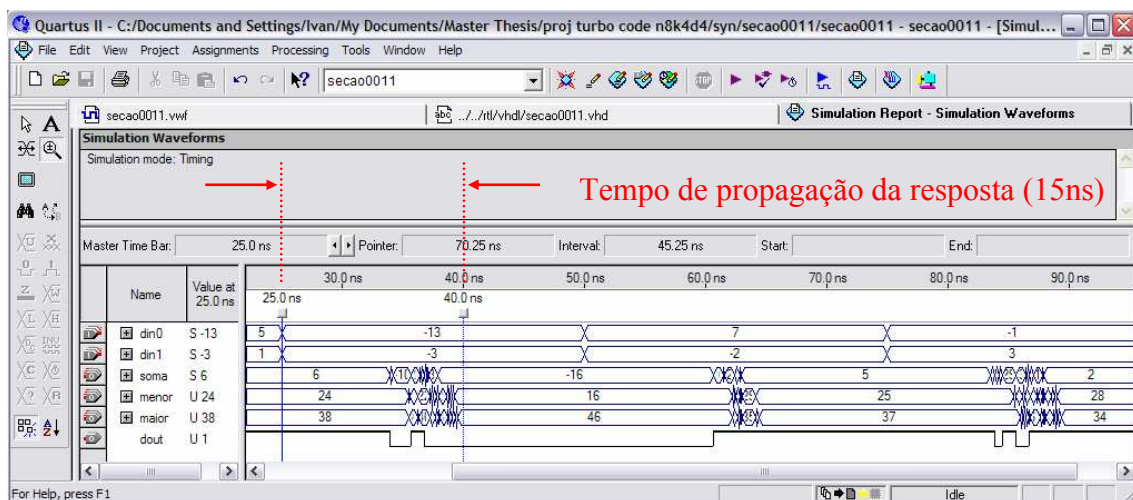 Quartus II - C:/Documents and Settings/Ivan/My Documents/Master Thesis/proj turbo code n8k4d4/syn/secao0011/secao0011 - secao0011 - [Simul...
File Edit View Project Assignments Processing Tools Window Help
secao0011
secao0011.vwf
../../rtl/vhdl/secao0011.vhd
Simulation Report - Simulation Waveforms
Simulation Waveforms
Simulation mode: Timing
Tempo de propagação da resposta (15ns)
Master Time Bar: 25.0 ns Pointer: 70.25 ns Interval: 45.25 ns Start: End:
Name Value at 25.0 ns
30.0 ns 40.0 ns 50.0 ns 60.0 ns 70.0 ns 80.0 ns 90.0 ns
25.0 ns 40.0 ns
din0 S -13 5 -13 7 -1
din1 S -3 1 -3 -2 3
soma S 6 6 -16 5 2
menor U 24 24 16 25 28
maior U 38 38 46 37 34
dout U 1
For Help, press F1
Idle